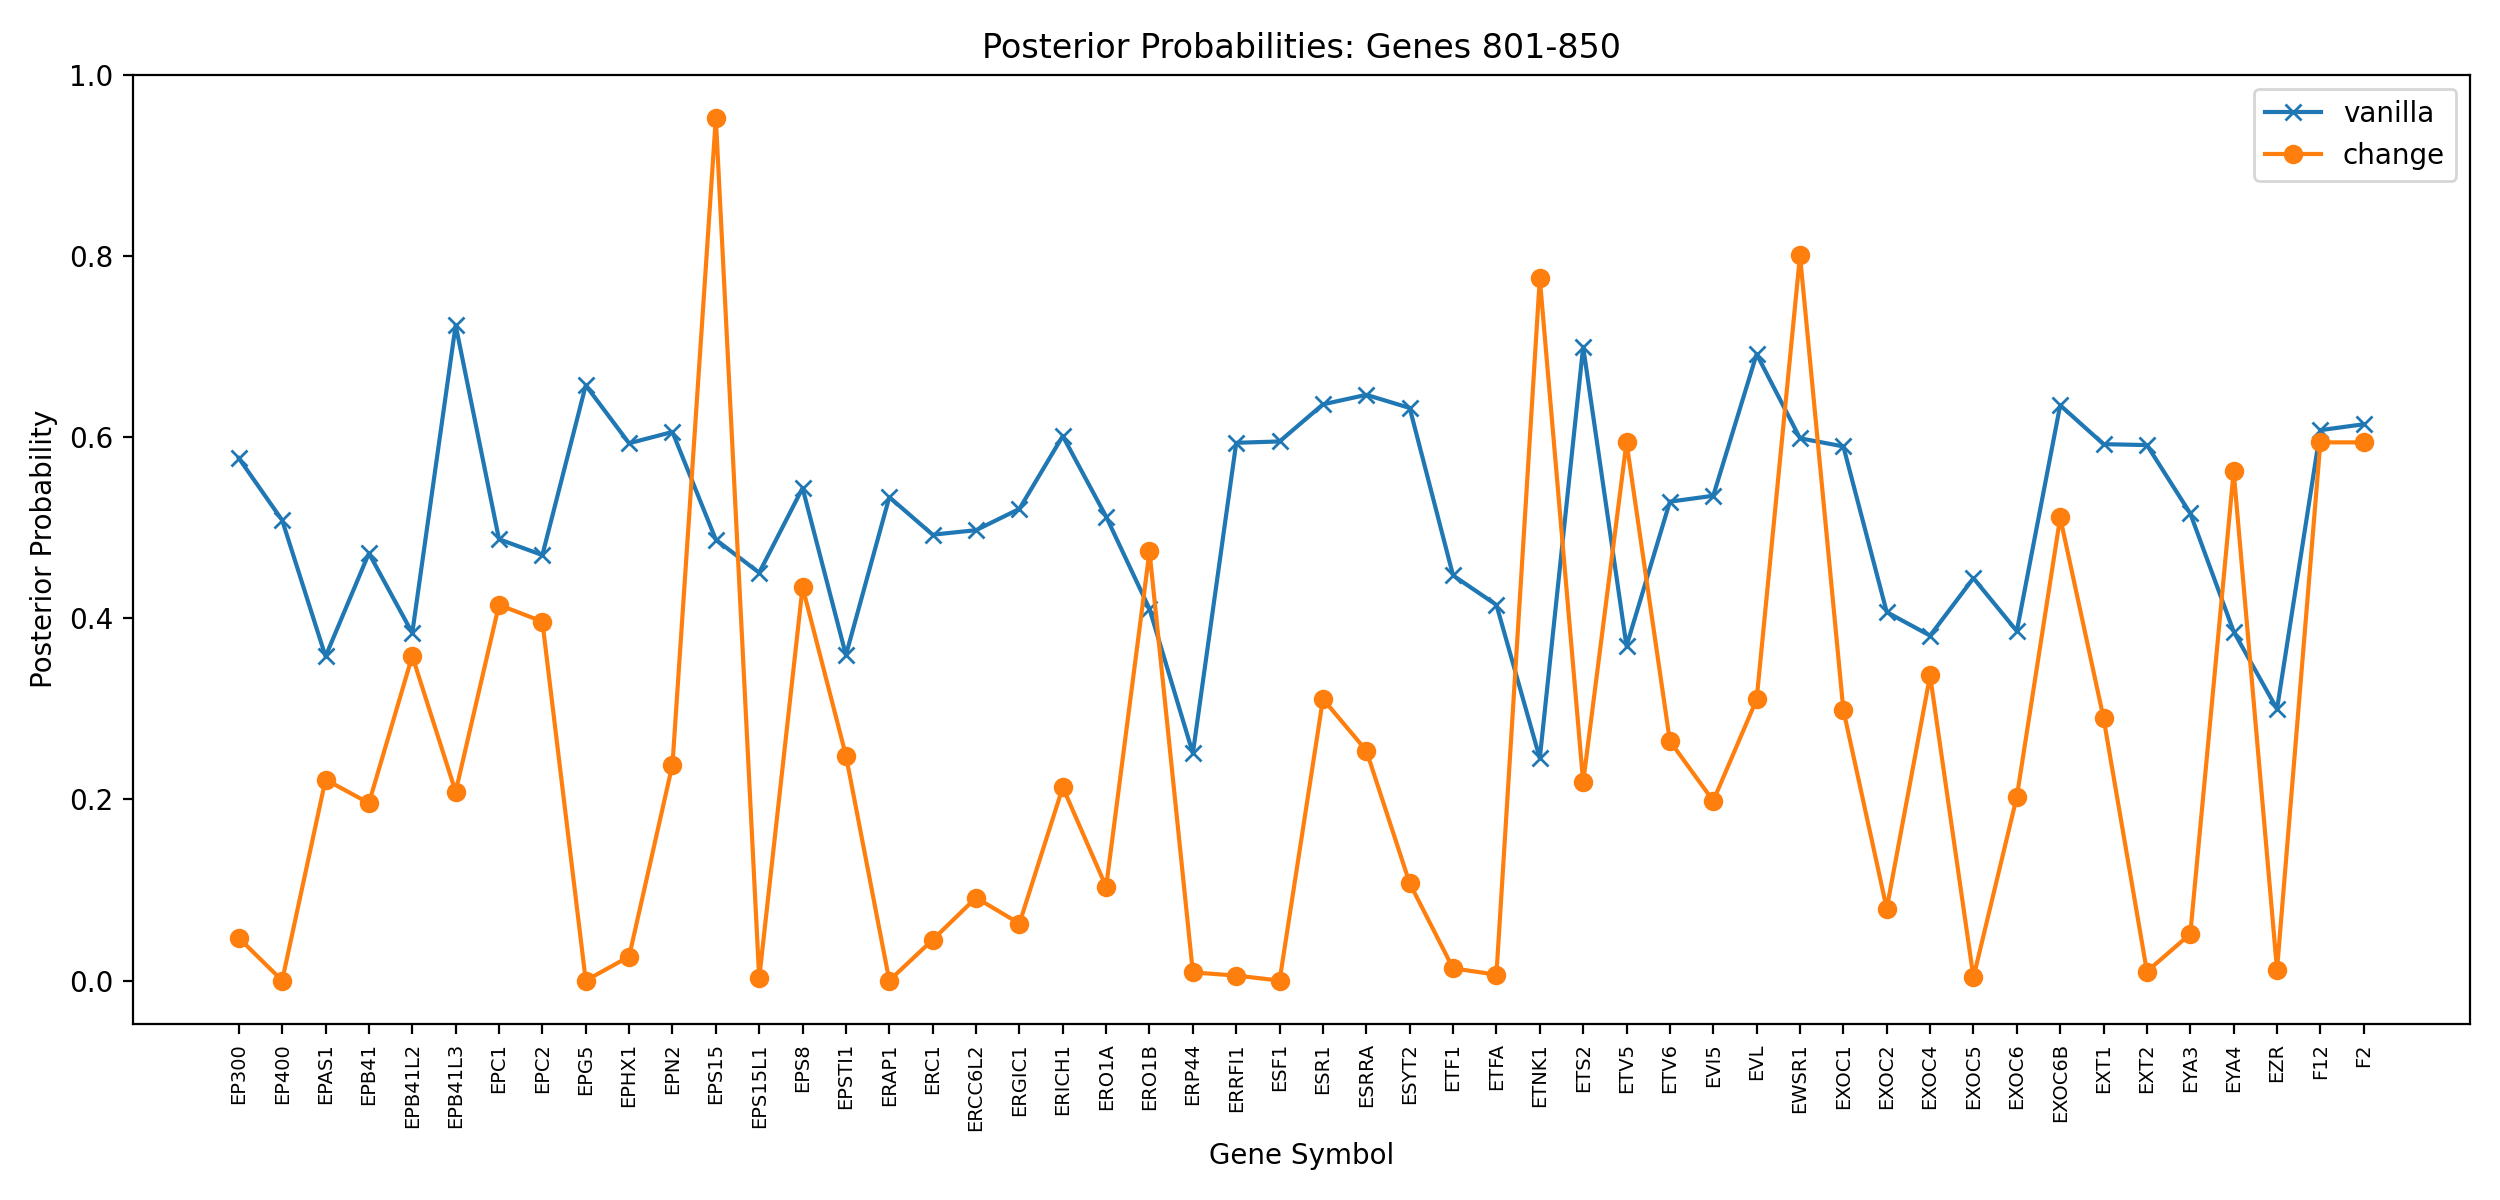 Posterior Probabilities: Genes 801-850
1.0
0.8
0.6
0.4
0.2
0.0
Posterior Probability
vanilla
change
EP300
EP400
EPAS1
EPB41
EPB41L2
EPB41L3
EPC1
EPC2
EPG5
EPHX1
EPN2
EPS15
EPS15L1
EPS8
EPSTI1
ERAP1
ERC1
ERCC6L2
ERGIC1
ERICH1
ERO1A
ERO1B
ERP44
ERRFI1
ESF1
ESR1
ESRRA
ESYT2
ETF1
ETFA
ETNK1
ETS2
ETV5
ETV6
EVI5
EVL
EWSR1
EXOC1
EXOC2
EXOC4
EXOC5
EXOC6
EXOC6B
EXT1
EXT2
EYA3
EYA4
EZR
F12
F2
Gene Symbol